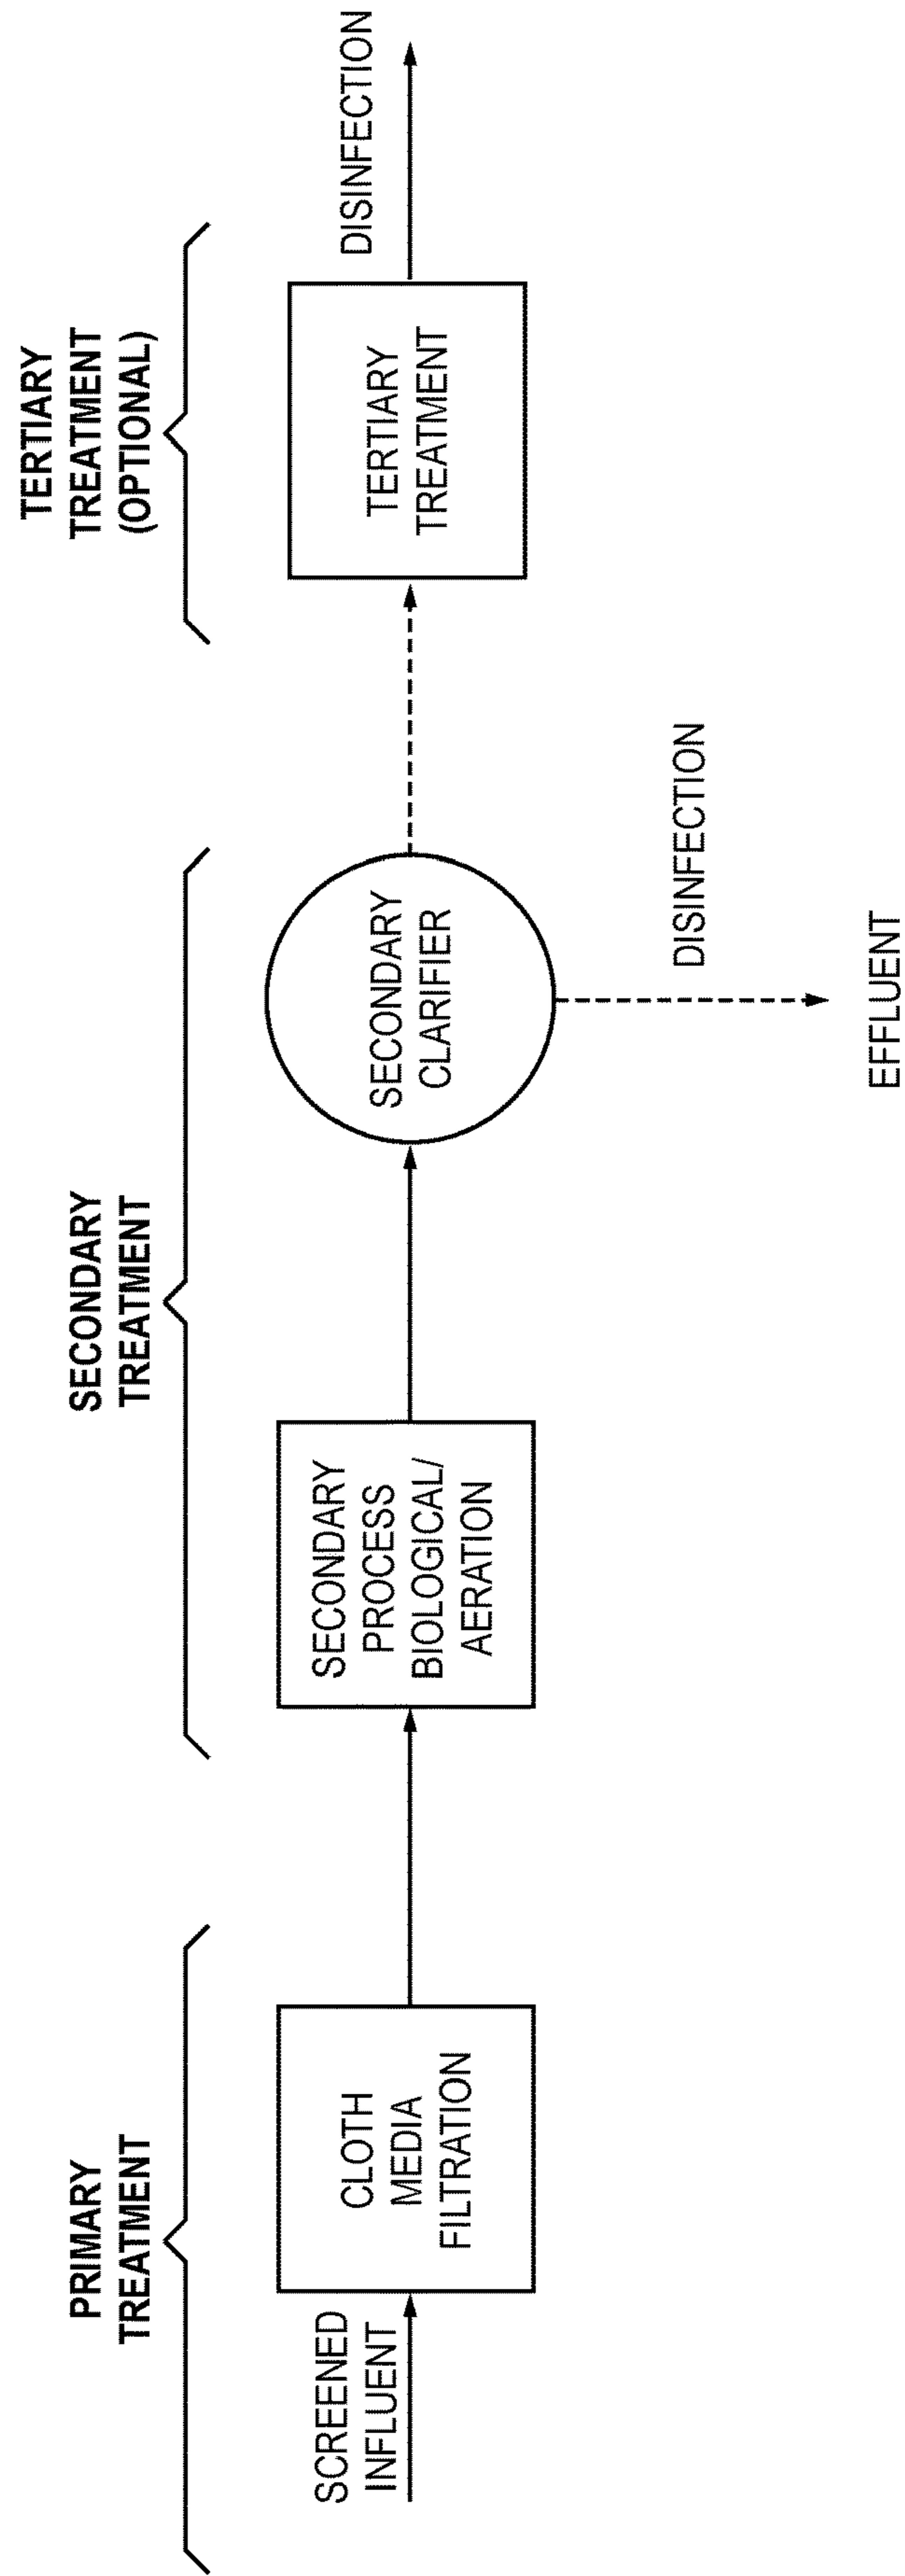 PRIMARY
TREATMENT
SECONDARY
TREATMENT
TERTIARY
TREATMENT
(OPTIONAL)
SCREENED
INFLUENT
CLOTH
MEDIA
FILTRATION
SECONDARY
PROCESS
BIOLOGICAL/
AERATION
SECONDARY
CLARIFIER
TERTIARY
TREATMENT
DISINFECTION
DISINFECTION
EFFLUENT